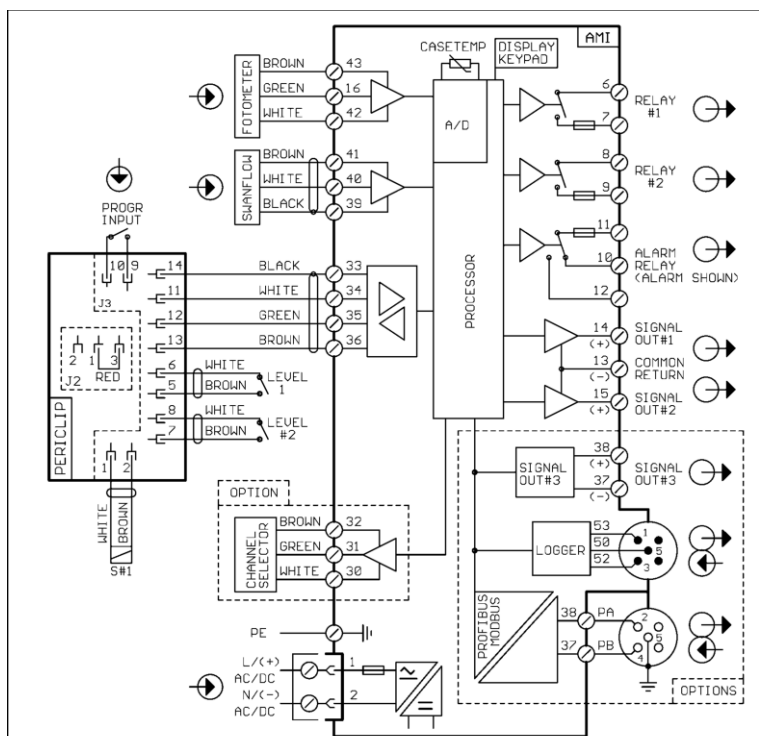 AMI
CASETEMP
DISPLAY
KEYPAD
A/D
PROCESSOR
FOTOMETER
BROWN 43
GREEN 16
WHITE 42
SWANFLOW
BROWN 41
WHITE 40
BLACK 39
6
7
RELAY
#1
8
9
RELAY
#2
11
10
12
ALARM
RELAY
(ALARM SHOWN)
PROGR
INPUT
10 9
J3
14 BLACK 33
11 WHITE 34
12 GREEN 35
13 BROWN 36
2 1 3
J2 RED
6 WHITE
5 BROWN
LEVEL
1
8 WHITE
7 BROWN
LEVEL
#2
PERICLIP
1 2
WHITE
BROWN
S#1
14
(+)
SIGNAL
OUT#1
13
(-)
COMMON
RETURN
15
(+)
SIGNAL
OUT#2
SIGNAL
OUT#3
38
(+)
37
(-)
SIGNAL
OUT#3
OPTION
CHANNEL
SELECTOR
BROWN 32
GREEN 31
WHITE 30
LOGGER
53
50
52
1
5
3
PROFIBUS
MODBUS
38 PA
37 PB
2
5
4
OPTIONS
PE
L/(+)
AC/DC
1
N/(-)
AC/DC
2